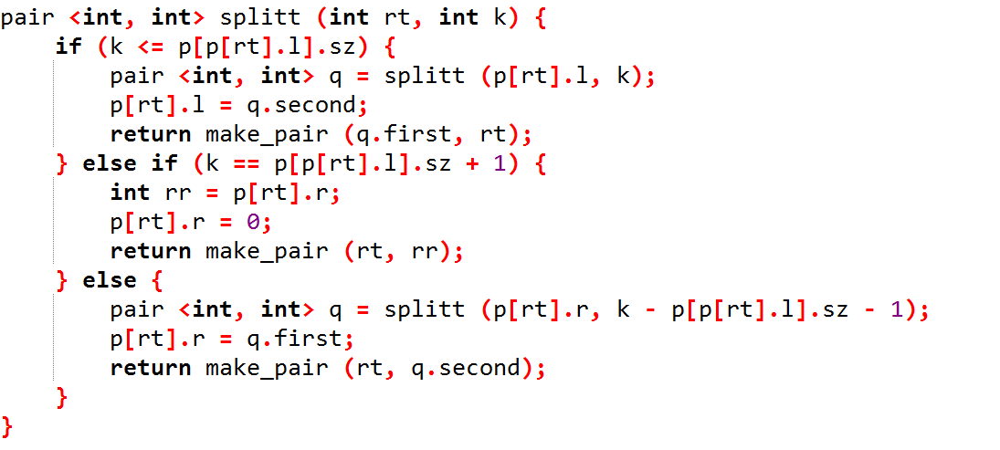 pair <int, int> splitt (int rt, int k) {
    if (k <= p[p[rt].l].sz) {
        pair <int, int> q = splitt (p[rt].l, k);
        p[rt].l = q.second;
        return make_pair (q.first, rt);
    } else if (k == p[p[rt].l].sz + 1) {
        int rr = p[rt].r;
        p[rt].r = 0;
        return make_pair (rt, rr);
    } else {
        pair <int, int> q = splitt (p[rt].r, k - p[p[rt].l].sz - 1);
        p[rt].r = q.first;
        return make_pair (rt, q.second);
    }
}